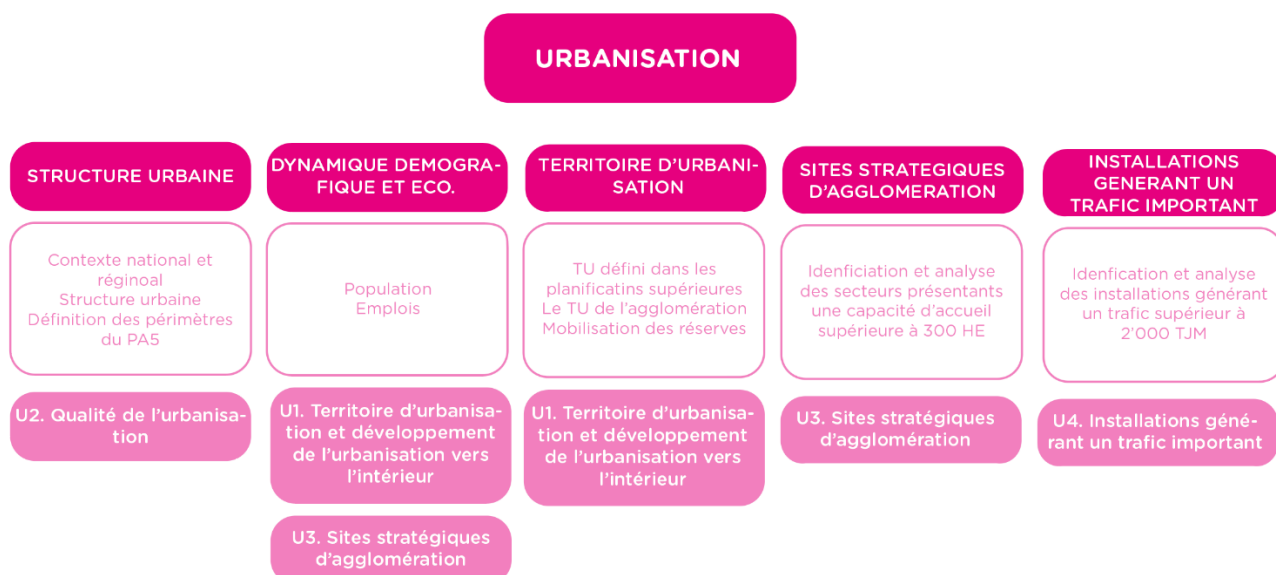 URBANISATION
STRUCTURE URBAINE
DYNAMIQUE DEMOGRA-
FIQUE ET ECO.
TERRITOIRE D’URBANI-
SATION
SITES STRATEGIQUES
D’AGGLOMERATION
INSTALLATIONS
GENERANT UN
TRAFIC IMPORTANT
Contexte national et
réginoal
Structure urbaine
Définition des périmètres
du PA5
Population
Emplois
TU défini dans les
planificatins supérieures
Le TU de l’agglomération
Mobilisation des réserves
Idenficiation et analyse
des secteurs présentants
une capacité d’accueil
supérieure à 300 HE
Idenfication et analyse
des installations générant
un trafic supérieur à
2’000 TJM
U2. Qualité de l’urbanisa-
tion
U1. Territoire d’urbanisa-
tion et développement
de l’urbanisation vers
l’intérieur
U1. Territoire d’urbanisa-
tion et développement
de l’urbanisation vers
l’intérieur
U3. Sites stratégiques
d’agglomération
U4. Installations géné-
rant un trafic important
U3. Sites stratégiques
d’agglomération